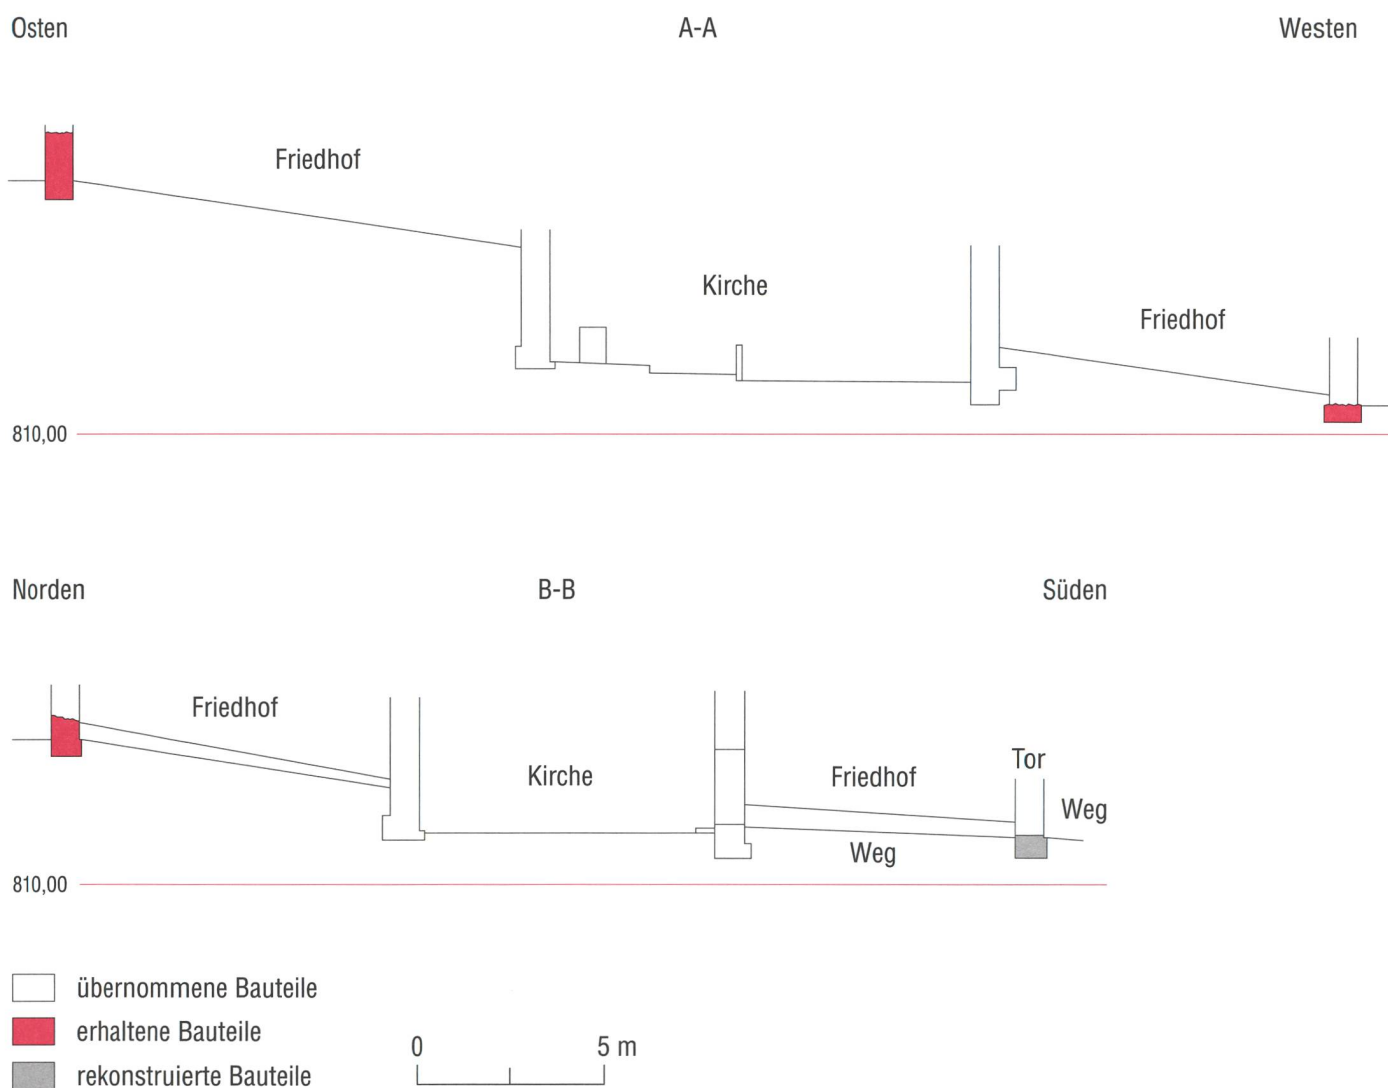 Osten A-A Westen
Friedhof
Kirche
Friedhof
810,00
Norden B-B Süden
Friedhof
Tor
Kirche Friedhof
Weg
Weg
810,00
übernommene Bauteile
erhaltene Bauteile
0 5 m
rekonstruierte Bauteile